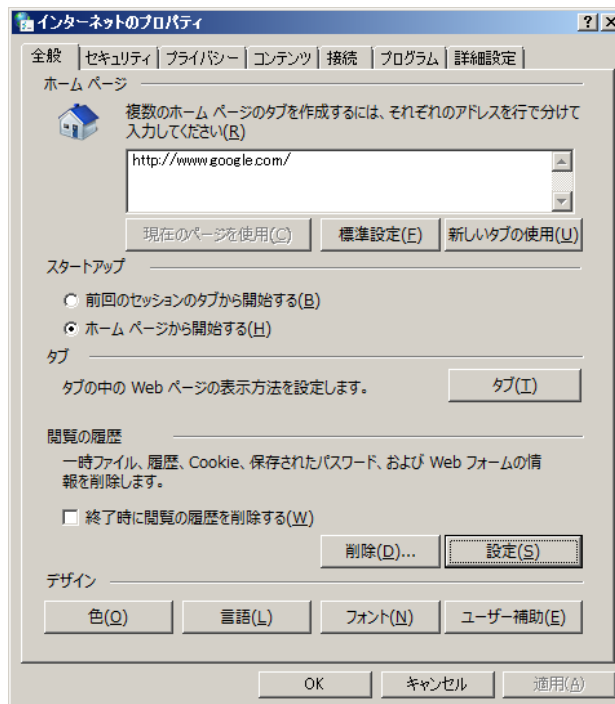 インターネットのプロパティ
全般 セキュリティ プライバシー コンテンツ 接続 プログラム 詳細設定
ホーム ページ
複数のホーム ページのタブを作成するには、それぞれのアドレスを行で分けて
入力してください(R)
http://www.google.com/
現在のページを使用(C) 標準設定(F) 新しいタブの使用(U)
スタートアップ
前回のセッションのタブから開始する(B)
ホーム ページから開始する(H)
タブ
タブの中の Web ページの表示方法を設定します。 タブ(T)
閲覧の履歴
一時ファイル、履歴、Cookie、保存されたパスワード、および Web フォームの情
報を削除します。
終了時に閲覧の履歴を削除する(W)
削除(D)... 設定(S)
デザイン
色(O) 言語(L) フォント(N) ユーザー補助(E)
OK キャンセル 適用(A)